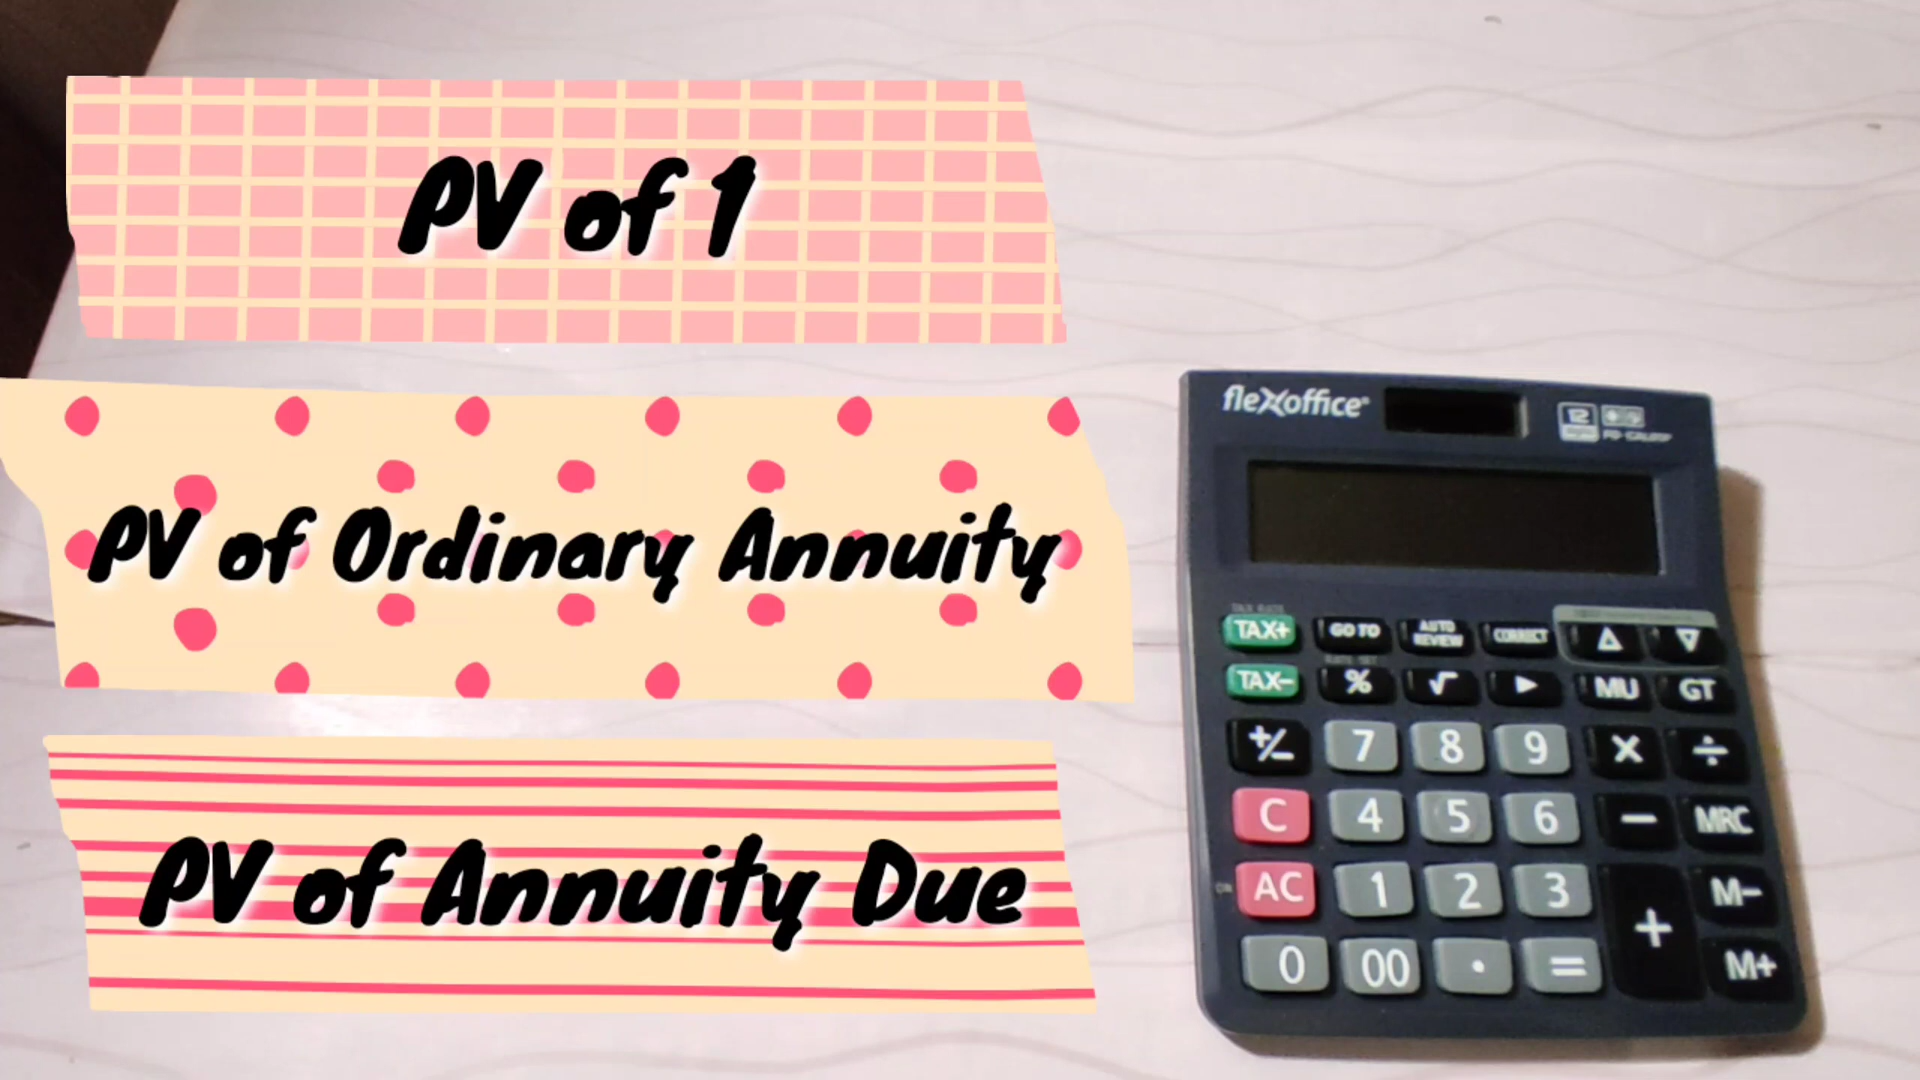 PV of 1
PV of Ordinary Annuity
PV of Annuity Due
flexoffice
12
TAX+ GO TO AUTO REVIEW CORRECT △ ▽
TAX- % √ ▶ MU GT
+/- 7 8 9 × ÷
C 4 5 6 − MRC
AC 1 2 3 + M-
0 00 . = M+